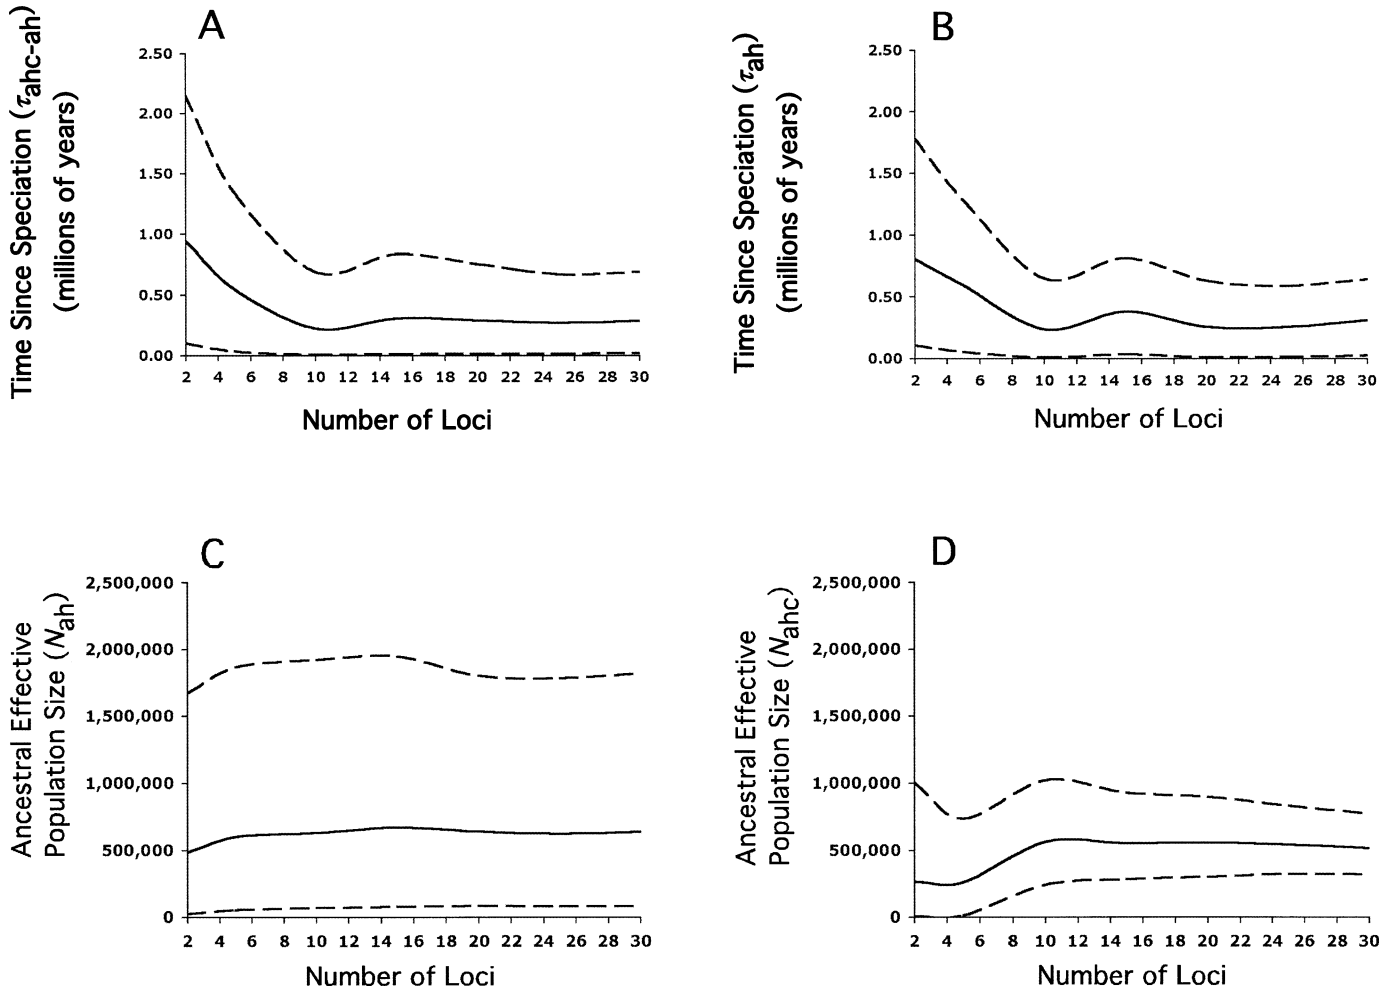 A
Time Since Speciation (τahc-ah)
(millions of years)
2.50
2.00
1.50
1.00
0.50
0.00
2 4 6 8 10 12 14 16 18 20 22 24 26 28 30
Number of Loci
B
Time Since Speciation (τah)
(millions of years)
2.50
2.00
1.50
1.00
0.50
0.00
2 4 6 8 10 12 14 16 18 20 22 24 26 28 30
Number of Loci
C
Ancestral Effective
Population Size (Nah)
2,500,000
2,000,000
1,500,000
1,000,000
500,000
0
2 4 6 8 10 12 14 16 18 20 22 24 26 28 30
Number of Loci
D
Ancestral Effective
Population Size (Nahc)
2,500,000
2,000,000
1,500,000
1,000,000
500,000
0
2 4 6 8 10 12 14 16 18 20 22 24 26 28 30
Number of Loci